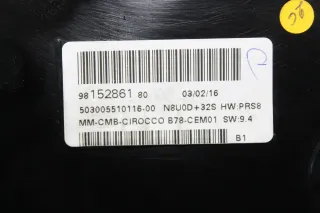 98 152861 80 03/02/16
503005510116-00 N8U0D+32S HW:PRS8
MM-CMB-CIROCCO B78-CEM01 SW:9.4
B1